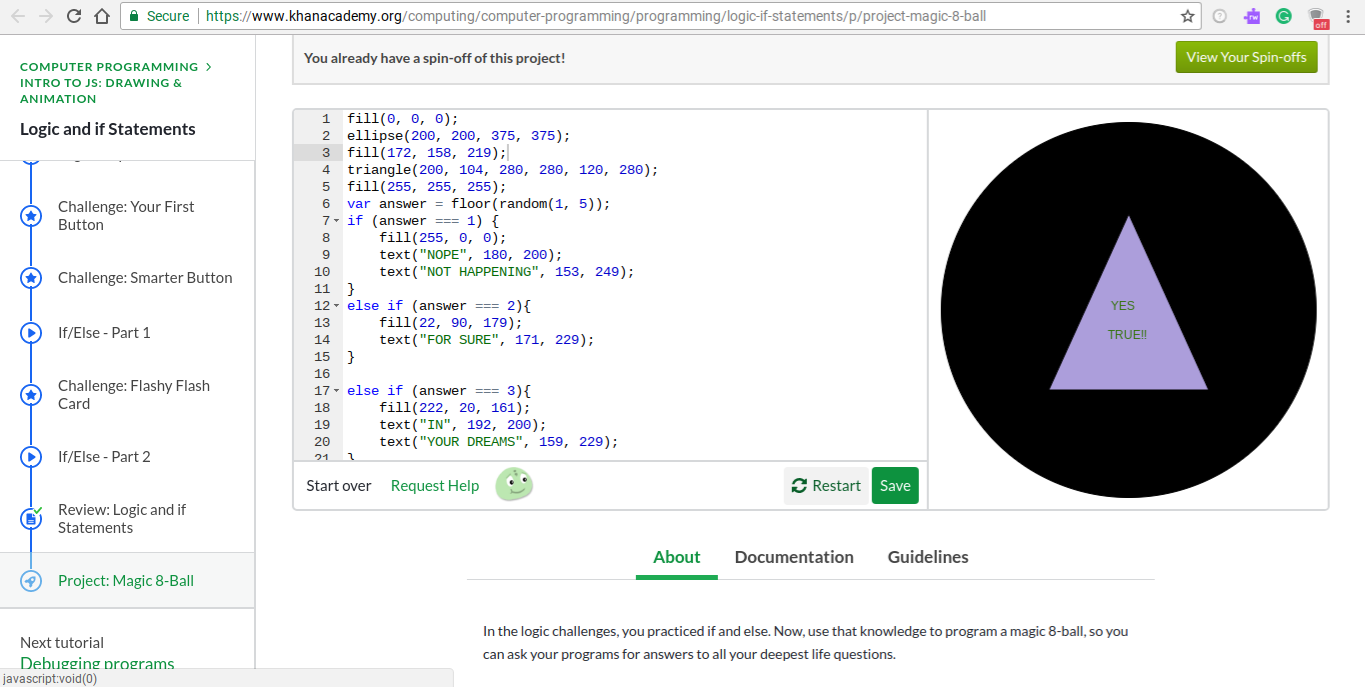 Secure https://www.khanacademy.org/computing/computer-programming/programming/logic-if-statements/p/project-magic-8-ball
off
COMPUTER PROGRAMMING >
INTRO TO JS: DRAWING &
ANIMATION
Logic and if Statements
Challenge: Your First
Button
Challenge: Smarter Button
If/Else - Part 1
Challenge: Flashy Flash
Card
If/Else - Part 2
Review: Logic and if
Statements
Project: Magic 8-Ball
Next tutorial
Debugging programs
javascript:void(0)
You already have a spin-off of this project!
View Your Spin-offs
1 fill(0, 0, 0);
2 ellipse(200, 200, 375, 375);
3 fill(172, 158, 219);
4 triangle(200, 104, 280, 280, 120, 280);
5 fill(255, 255, 255);
6 var answer = floor(random(1, 5));
7 if (answer === 1) {
8 fill(255, 0, 0);
9 text("NOPE", 180, 200);
10 text("NOT HAPPENING", 153, 249);
11 }
12 else if (answer === 2){
13 fill(22, 90, 179);
14 text("FOR SURE", 171, 229);
15 }
16
17 else if (answer === 3){
18 fill(222, 20, 161);
19 text("IN", 192, 200);
20 text("YOUR DREAMS", 159, 229);
21 }
YES
TRUE!!
Start over Request Help Restart Save
About Documentation Guidelines
In the logic challenges, you practiced if and else. Now, use that knowledge to program a magic 8-ball, so you
can ask your programs for answers to all your deepest life questions.